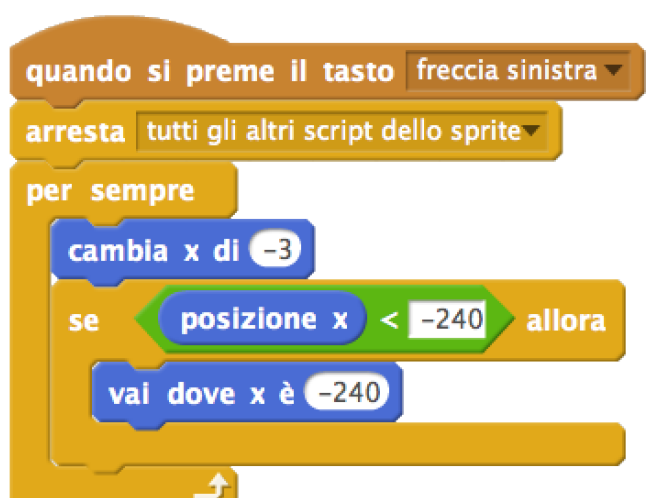 quando si preme il tasto freccia sinistra
arresta tutti gli altri script dello sprite
per sempre
cambia x di -3
se posizione x < -240 allora
vai dove x è -240